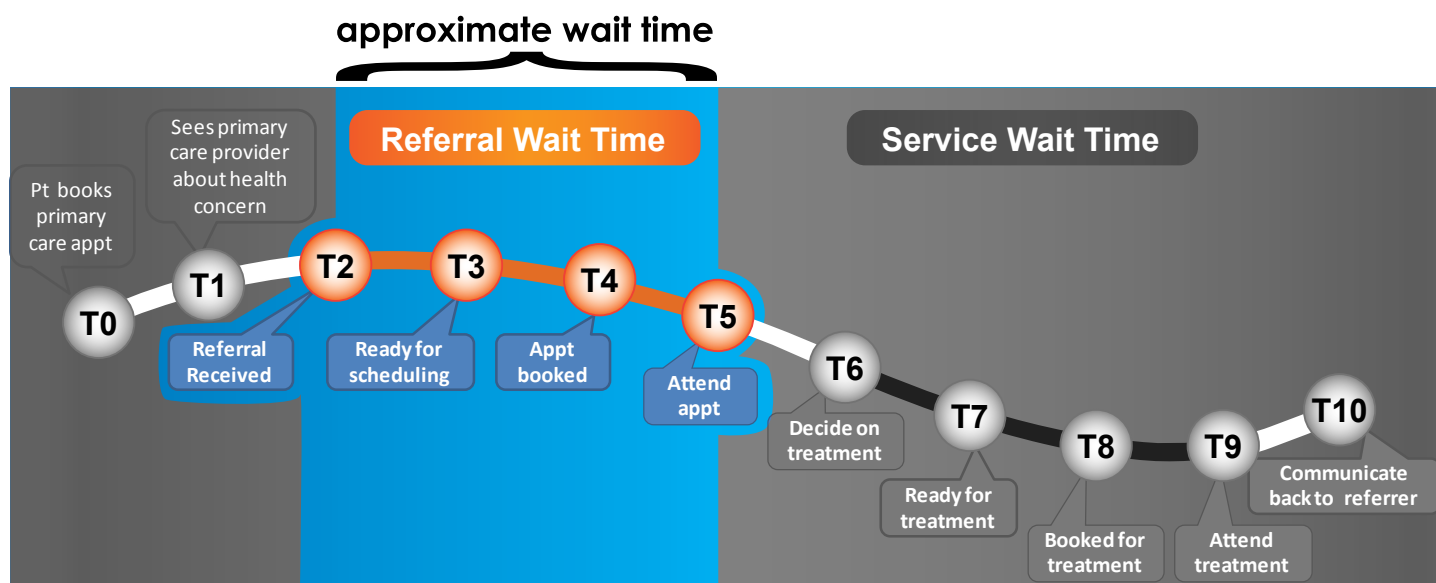 approximate wait time
Referral Wait Time
Service Wait Time
Pt books
primary
care appt
Sees primary
care provider
about health
concern
T0
T1
T2
T3
T4
T5
T6
T7
T8
T9
T10
Referral
Received
Ready for
scheduling
Appt
booked
Attend
appt
Decide on
treatment
Ready for
treatment
Booked for
treatment
Attend
treatment
Communicate
back to referrer